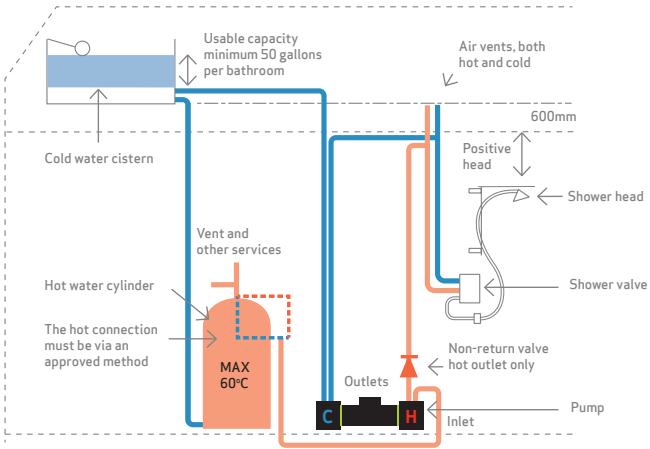 Usable capacity
minimum 50 gallons
per bathroom
Air vents, both
hot and cold
600mm
Cold water cistern
Positive
head
Shower head
Vent and
other services
Hot water cylinder
Shower valve
The hot connection
must be via an
approved method
MAX
60°C
Non-return valve
hot outlet only
Outlets
C
H
Pump
Inlet